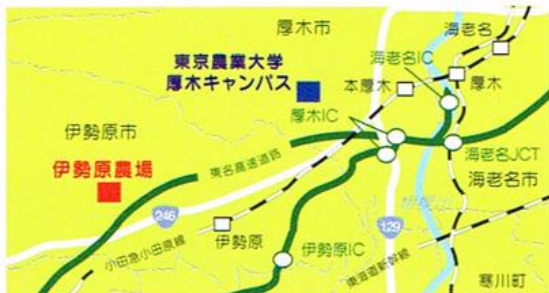 厚木市
海老名
東京農業大学
厚木キャンパス
海老名IC
本厚木
厚木
厚木IC
伊勢原市
海老名JCT
伊勢原農場
東名高速道路
海老名市
相模川
246
伊勢原
129
小田急小田原線
伊勢原IC
東海道新幹線
寒川町